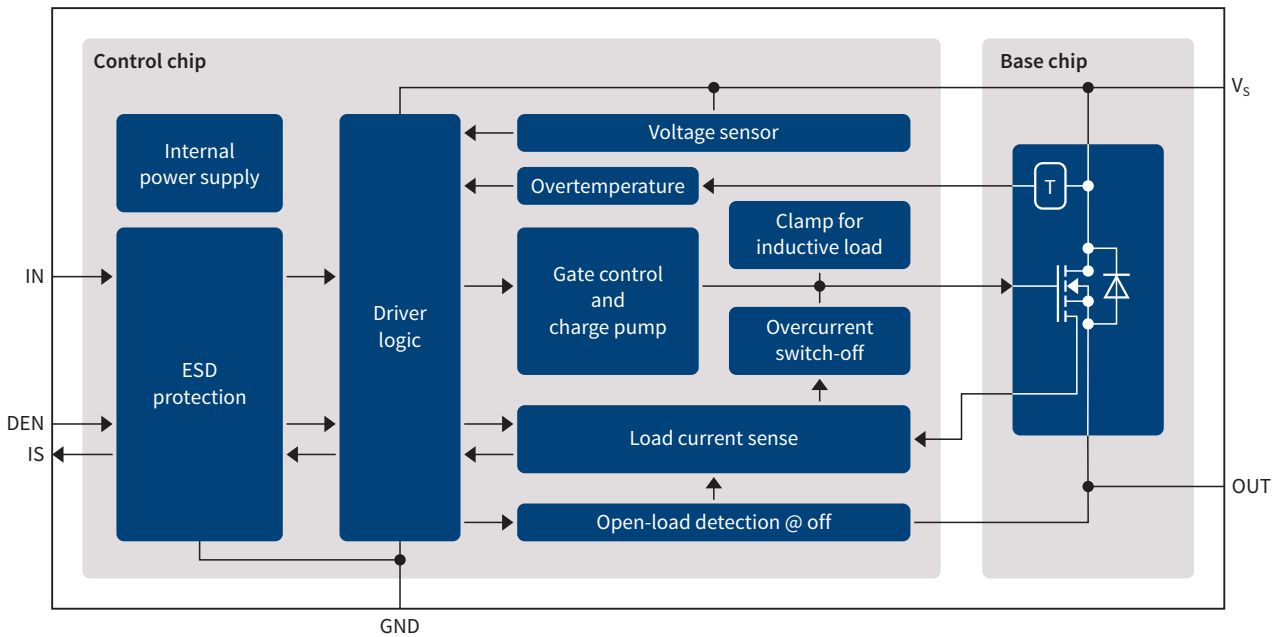 Control chip
Base chip
Internal
power supply
Voltage sensor
V_S
Overtemperature
T
Clamp for
inductive load
IN
Driver
logic
Gate control
and
charge pump
Overcurrent
switch-off
ESD
protection
DEN
IS
Load current sense
Open-load detection @ off
OUT
GND